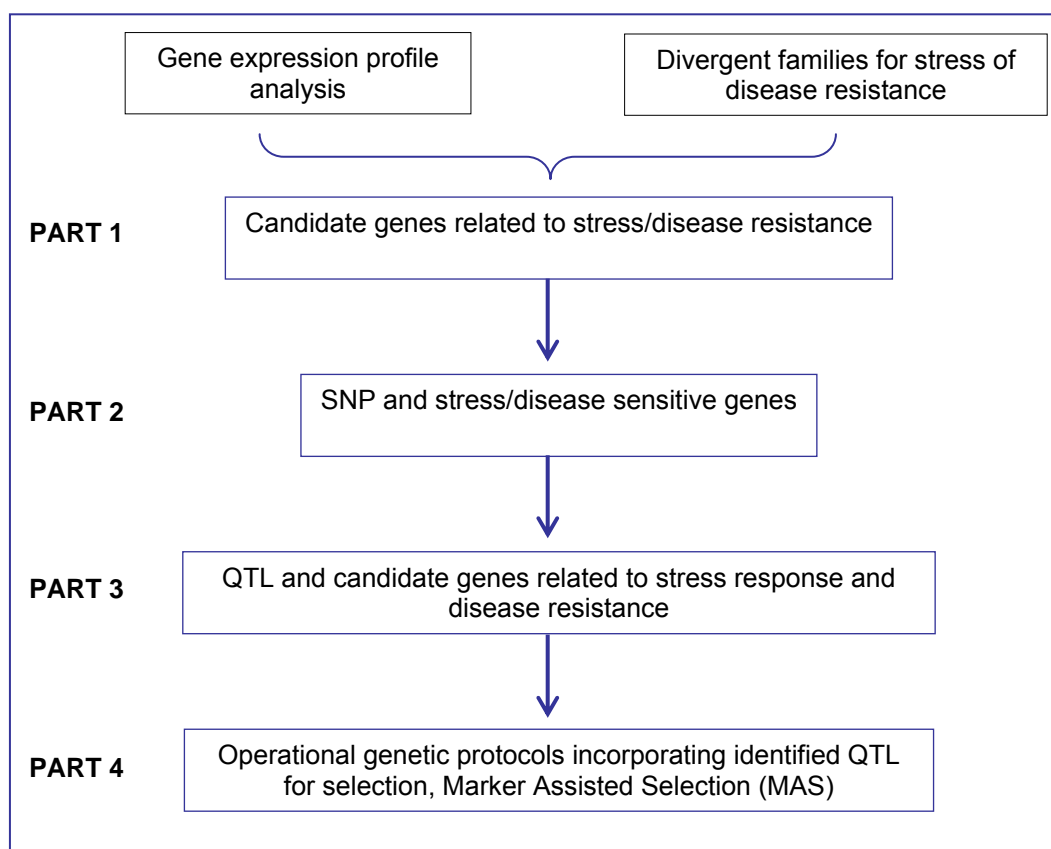 Gene expression profile
analysis
Divergent families for stress of
disease resistance
PART 1
Candidate genes related to stress/disease resistance
PART 2
SNP and stress/disease sensitive genes
PART 3
QTL and candidate genes related to stress response and
disease resistance
PART 4
Operational genetic protocols incorporating identified QTL
for selection, Marker Assisted Selection (MAS)